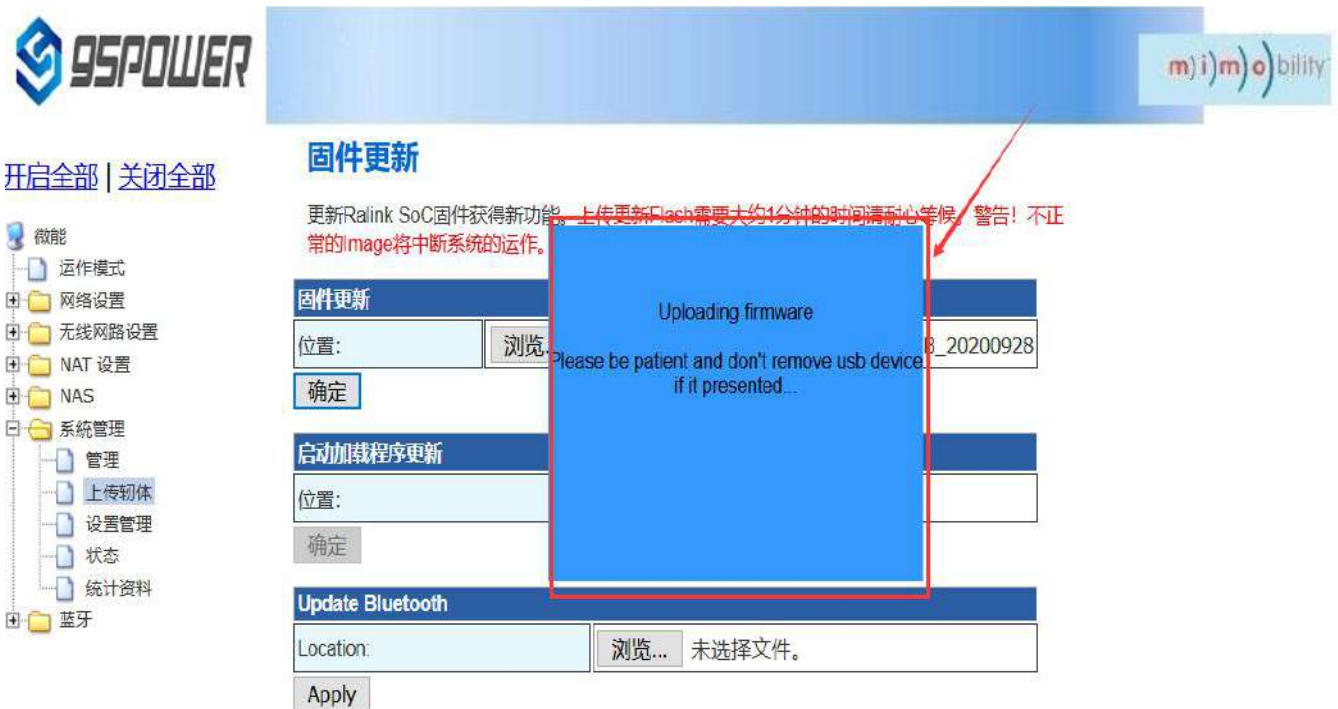 95POWER
m)i)m)o)bility
开启全部 | 关闭全部
微能
运作模式
网络设置
无线网路设置
NAT 设置
NAS
系统管理
管理
上传轫体
设置管理
状态
统计资料
蓝牙
固件更新
更新Ralink SoC固件获得新功能。上传更新Flash需要大约1分钟的时间请耐心等候。警告！不正
常的Image将中断系统的运作。
固件更新
位置:
浏览
_20200928
确定
Uploading firmware
Please be patient and don't remove usb device
if it presented...
启动加载程序更新
位置:
确定
Update Bluetooth
Location:
浏览... 未选择文件。
Apply